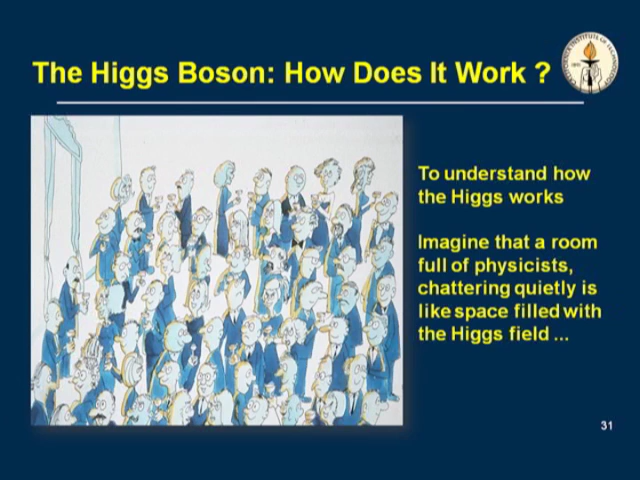 The Higgs Boson: How Does It Work ?
To understand how
the Higgs works
Imagine that a room
full of physicists,
chattering quietly is
like space filled with
the Higgs field ...
31